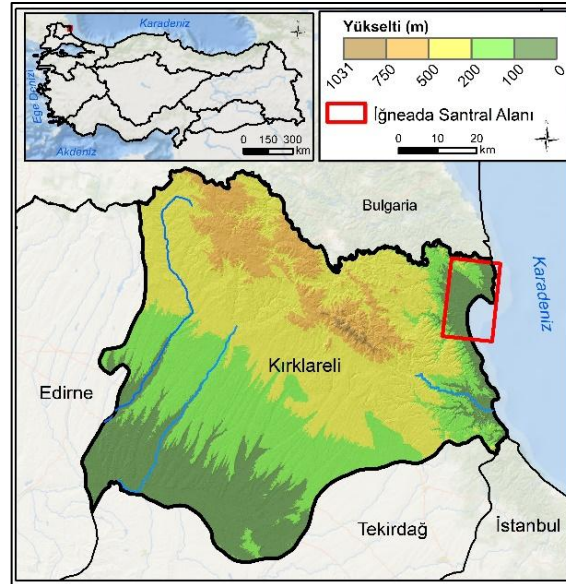 Karadeniz
Ege Denizi
Akdeniz
0 150 300
km
Yükselti (m)
1031 750 500 200 100 0
İğneada Santral Alanı
0 10 20
km
Bulgaria
Karadeniz
Kırklareli
Edirne
Tekirdağ
İstanbul